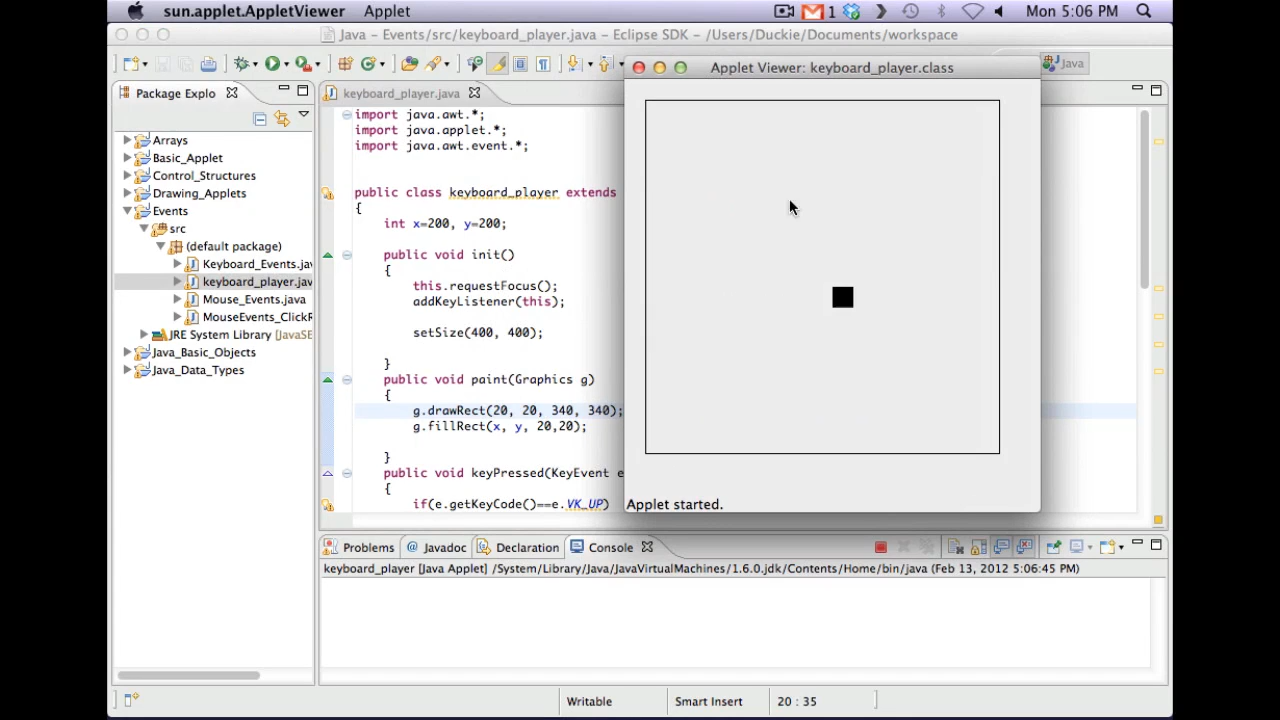 sun.applet.AppletViewer Applet 1 Mon 5:06 PM
Java – Events/src/keyboard_player.java – Eclipse SDK – /Users/Duckie/Documents/workspace
Java
Package Explo
Arrays
Basic_Applet
Control_Structures
Drawing_Applets
Events
src
(default package)
Keyboard_Events.jav
keyboard_player.jav
Mouse_Events.java
MouseEvents_ClickR
JRE System Library [JavaSE
Java_Basic_Objects
Java_Data_Types
keyboard_player.java
import java.awt.*;
import java.applet.*;
import java.awt.event.*;
public class keyboard_player extends
{
int x=200, y=200;
public void init()
{
this.requestFocus();
addKeyListener(this);
setSize(400, 400);
}
public void paint(Graphics g)
{
g.drawRect(20, 20, 340, 340);
g.fillRect(x, y, 20,20);
}
public void keyPressed(KeyEvent e
{
if(e.getKeyCode()==e.VK_UP)
Applet Viewer: keyboard_player.class
Applet started.
Problems @ Javadoc Declaration Console
keyboard_player [Java Applet] /System/Library/Java/JavaVirtualMachines/1.6.0.jdk/Contents/Home/bin/java (Feb 13, 2012 5:06:45 PM)
Writable Smart Insert 20 : 35